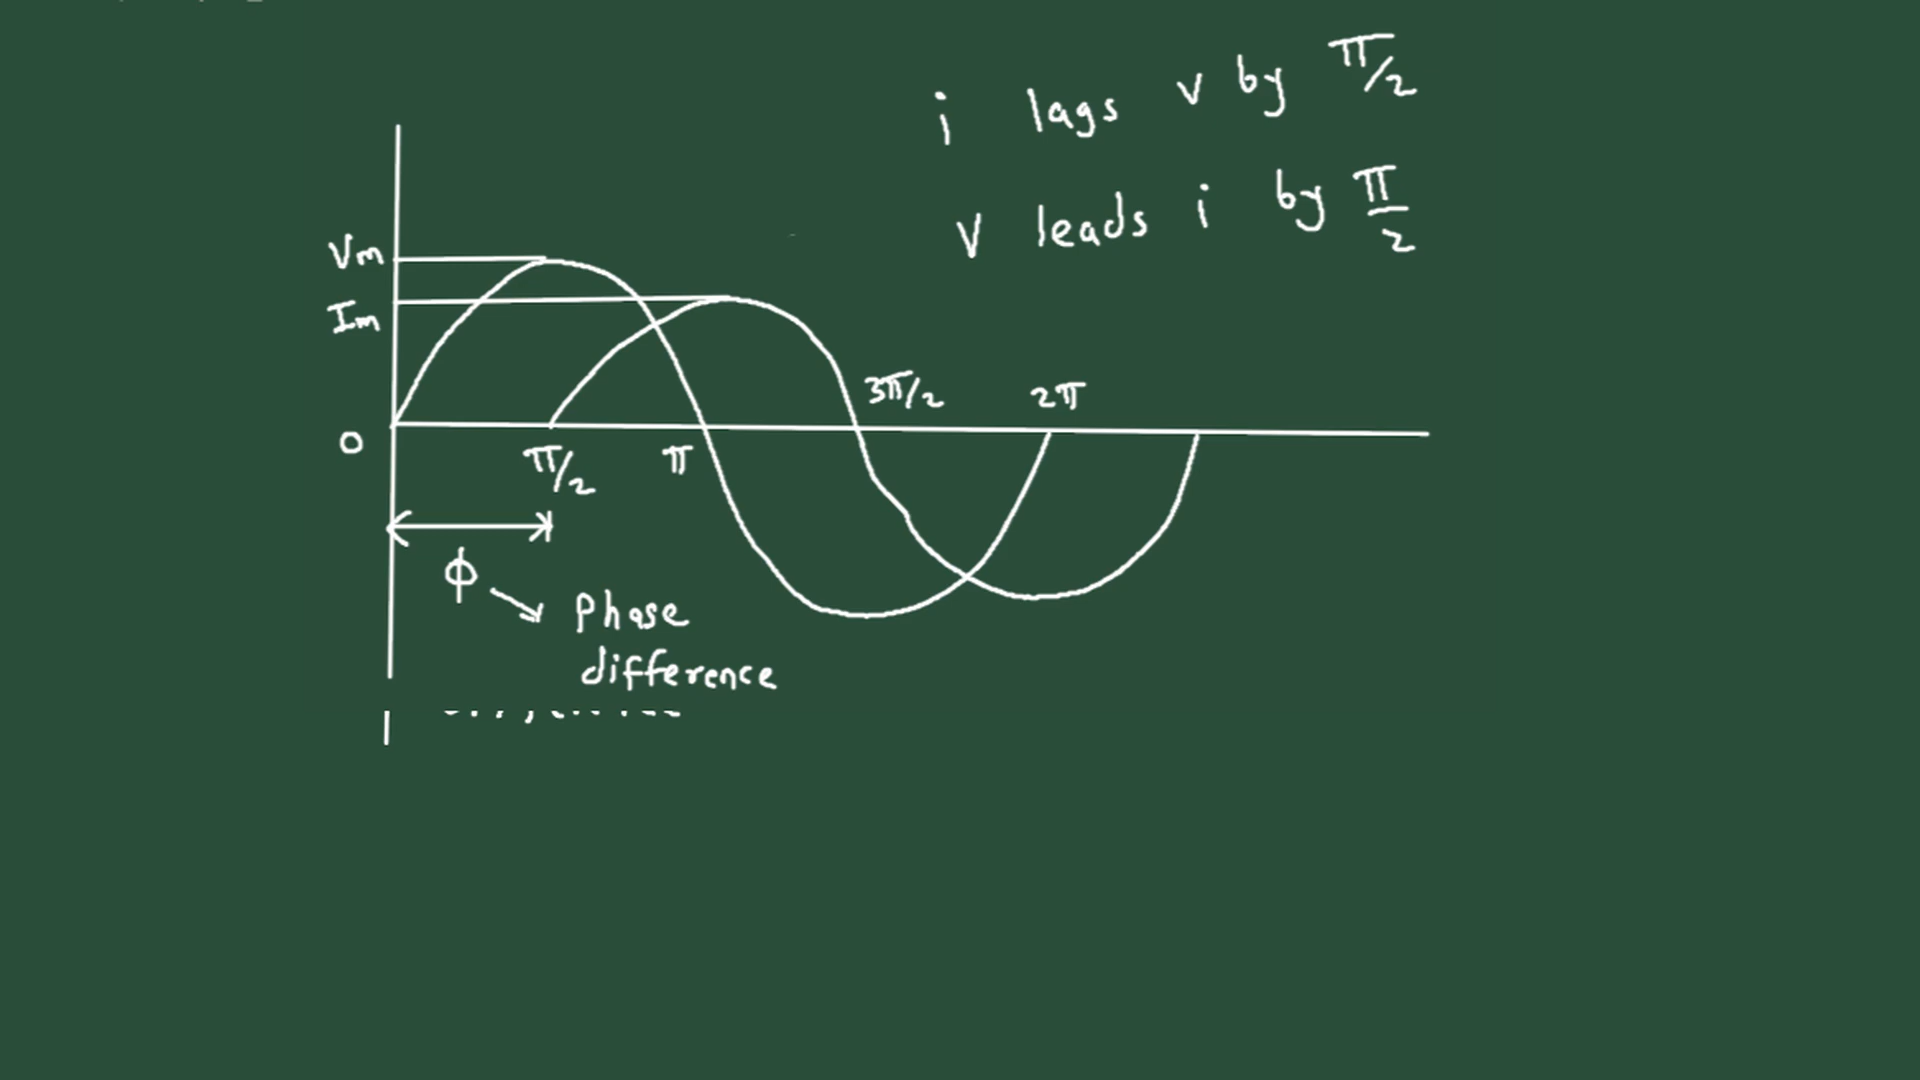 i lags v by π/2
V leads i by π/2
Vm
Im
3π/2 2π
0
π/2 π
ϕ
Phase
difference